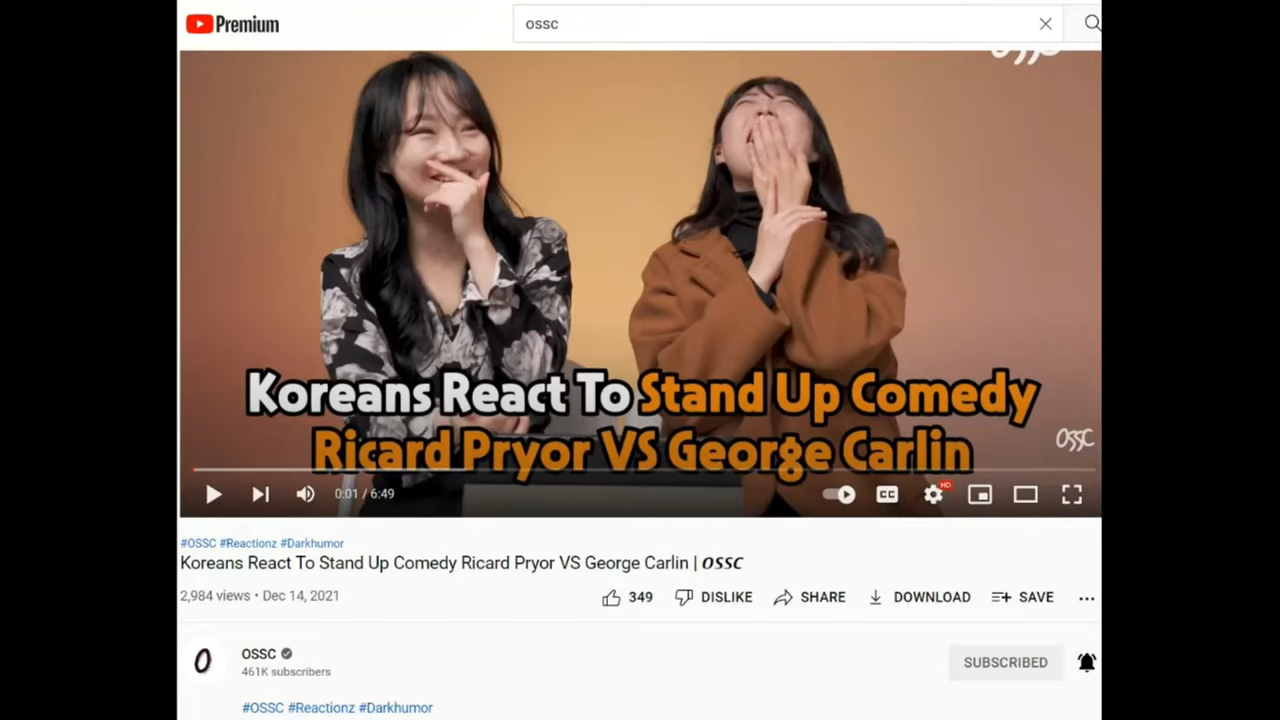 Premium
ossc
Koreans React To Stand Up Comedy
Ricard Pryor VS George Carlin
OSSC
0:01 / 6:49
CC
HD
#OSSC #Reactionz #Darkhumor
Koreans React To Stand Up Comedy Ricard Pryor VS George Carlin | OSSC
2,984 views • Dec 14, 2021
349
DISLIKE
SHARE
DOWNLOAD
SAVE
OSSC
461K subscribers
SUBSCRIBED
#OSSC #Reactionz #Darkhumor